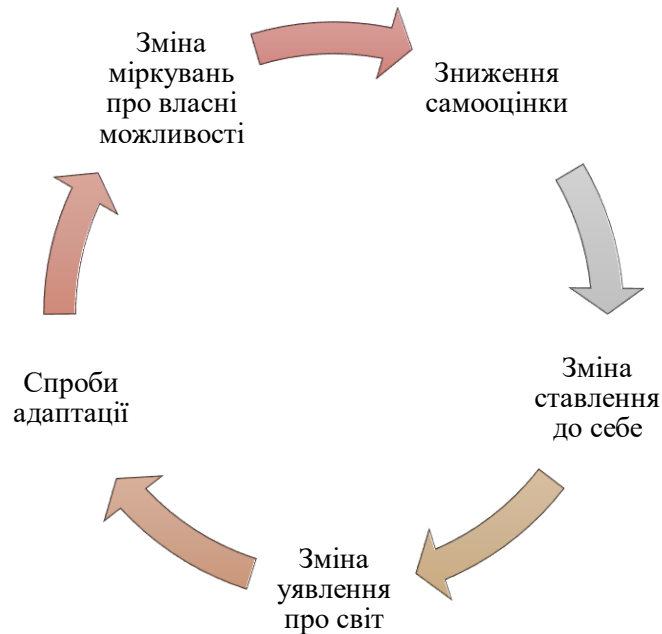 Зміна
міркувань
про власні
можливості
Зниження
самооцінки
Зміна
ставлення
до себе
Зміна
уявлення
про світ
Спроби
адаптації